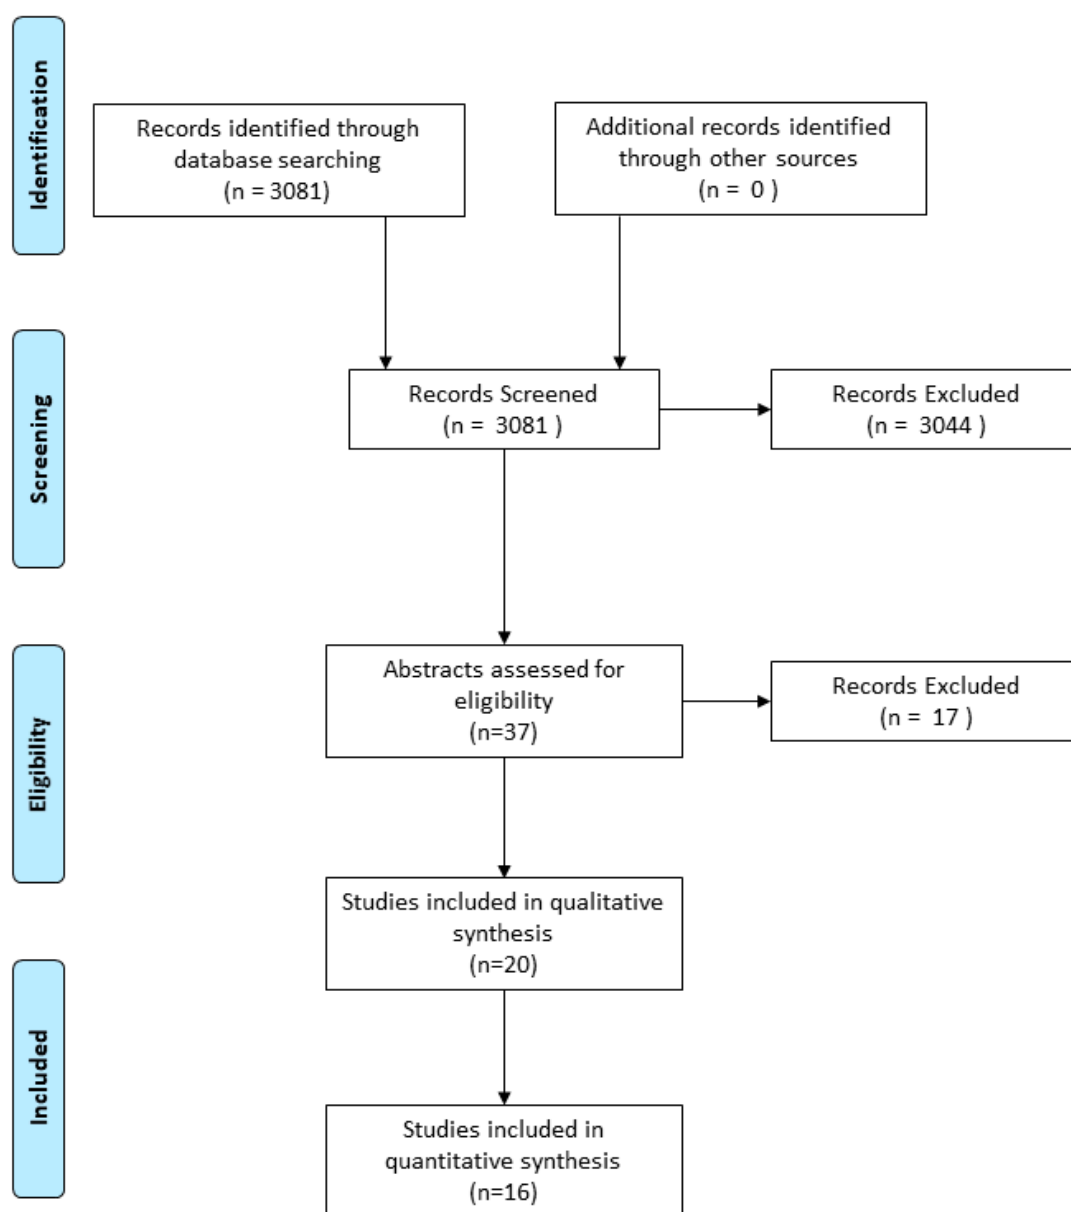 Identification
Records identified through
database searching
(n = 3081)
Additional records identified
through other sources
(n =  0 )
Screening
Records Screened
(n =  3081 )
Records Excluded
(n =  3044 )
Eligibility
Abstracts assessed for
eligibility
(n=37)
Records Excluded
(n =  17 )
Studies included in qualitative
synthesis
(n=20)
Included
Studies included in
quantitative synthesis
(n=16)